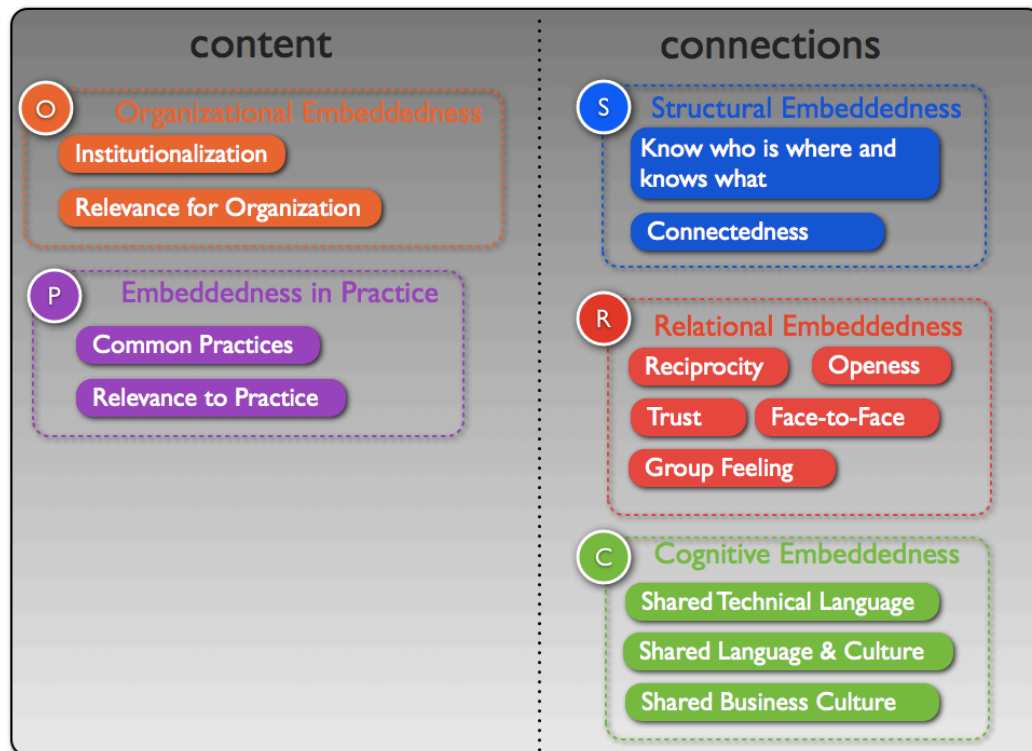 content
O
Organizational Embeddedness
Institutionalization
Relevance for Organization
P
Embeddedness in Practice
Common Practices
Relevance to Practice
connections
S
Structural Embeddedness
Know who is where and
knows what
Connectedness
R
Relational Embeddedness
Reciprocity
Openess
Trust
Face-to-Face
Group Feeling
C
Cognitive Embeddedness
Shared Technical Language
Shared Language & Culture
Shared Business Culture